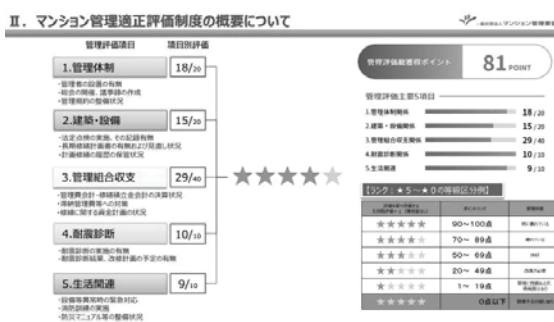 Ⅱ．マンション管理適正評価制度の概要について
管理評価項目 項目別評価
1.管理体制 18/20
・管理者の設置の有無
・総会の開催、議事録の作成
・管理規約の整備状況
2.建築・設備 15/20
・法定点検の実施、その記録有無
・長期修繕計画書の有無および見直し状況
・計画修繕の履歴の保管状況
3.管理組合収支 29/40
・管理費会計・修繕積立金会計の決算状況
・滞納管理費等への対策
・修繕に関する資金計画の状況
4.耐震診断 10/10
・耐震診断の実施の有無
・耐震診断結果、改修計画の予定の有無
5.生活関連 9/10
・設備等異常時の緊急対応
・消防訓練の実施
・防災マニュアル等の整備状況
★★★★★
管理評価総獲得ポイント 81 POINT
管理評価主要5項目
1.管理体制関係 18/20
2.建築・設備関係 15/20
3.管理組合収支関係 29/40
4.耐震診断関係 10/10
5.生活関連 9/10
【ランク：★5～★0の等級区分例】
★★★★★ 90～100点 特に優れている
★★★★★ 70～ 89点 優れている
★★★★★ 50～ 69点 良好
★★★★★ 20～ 49点
★★★★★ 1～ 19点
★★★★★ 0点以下